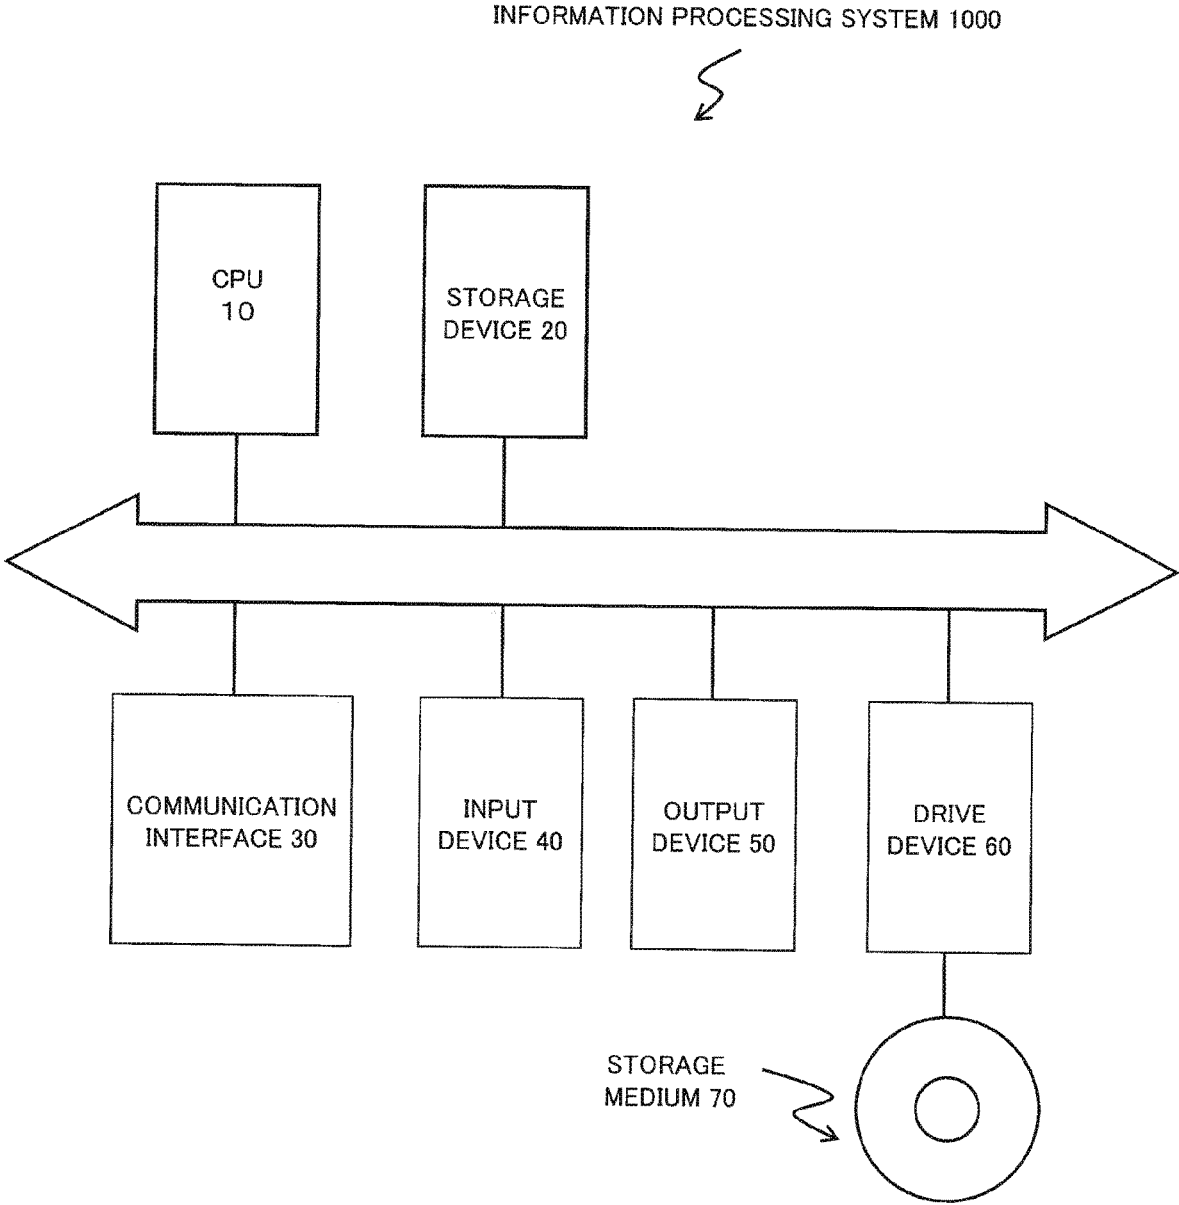 INFORMATION PROCESSING SYSTEM 1000
CPU
10
STORAGE
DEVICE 20
COMMUNICATION
INTERFACE 30
INPUT
DEVICE 40
OUTPUT
DEVICE 50
DRIVE
DEVICE 60
STORAGE
MEDIUM 70